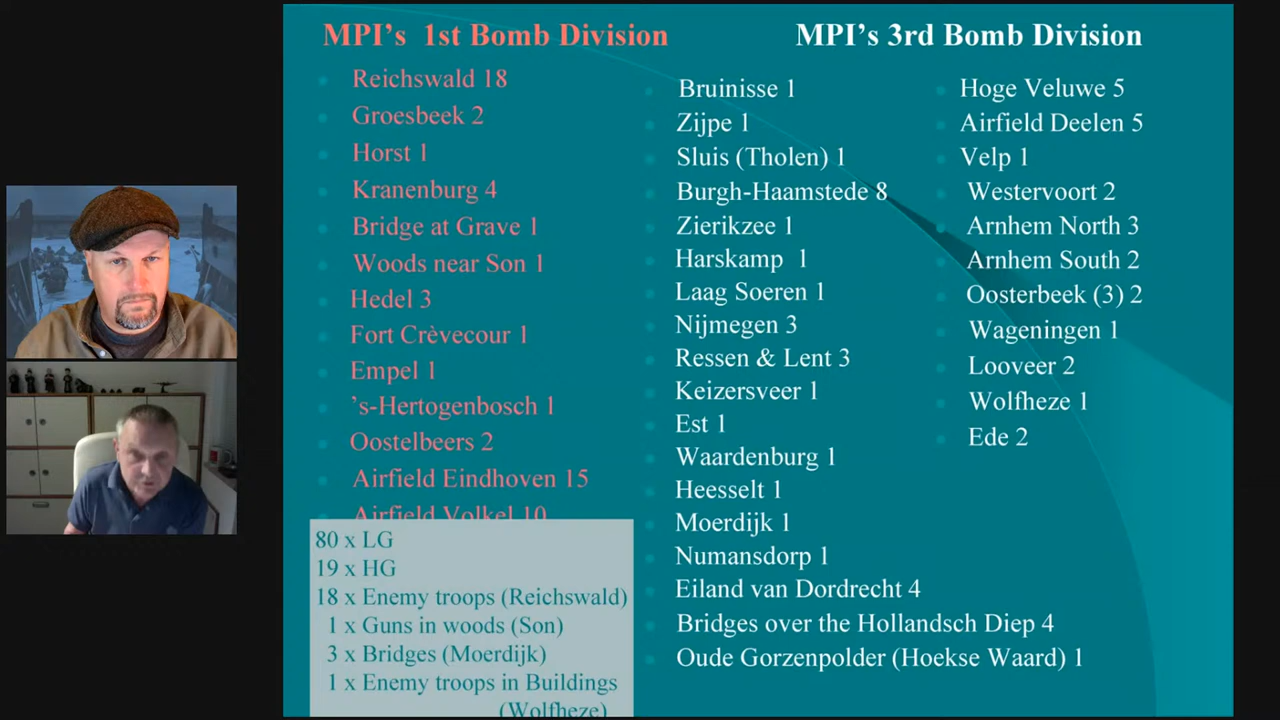 MPI's 1st Bomb Division
Reichswald 18
Groesbeek 2
Horst 1
Kranenburg 4
Bridge at Grave 1
Woods near Son 1
Hedel 3
Fort Crèvecour 1
Empel 1
's-Hertogenbosch 1
Oostelbeers 2
Airfield Eindhoven 15
Airfield Volkel 10
80 x LG
19 x HG
18 x Enemy troops (Reichswald)
1 x Guns in woods (Son)
3 x Bridges (Moerdijk)
1 x Enemy troops in Buildings
(Wolfheze)
MPI's 3rd Bomb Division
Bruinisse 1
Zijpe 1
Sluis (Tholen) 1
Burgh-Haamstede 8
Zierikzee 1
Harskamp 1
Laag Soeren 1
Nijmegen 3
Ressen & Lent 3
Keizersveer 1
Est 1
Waardenburg 1
Heesselt 1
Moerdijk 1
Numansdorp 1
Eiland van Dordrecht 4
Bridges over the Hollandsch Diep 4
Oude Gorzenpolder (Hoekse Waard) 1
Hoge Veluwe 5
Airfield Deelen 5
Velp 1
Westervoort 2
Arnhem North 3
Arnhem South 2
Oosterbeek (3) 2
Wageningen 1
Looveer 2
Wolfheze 1
Ede 2